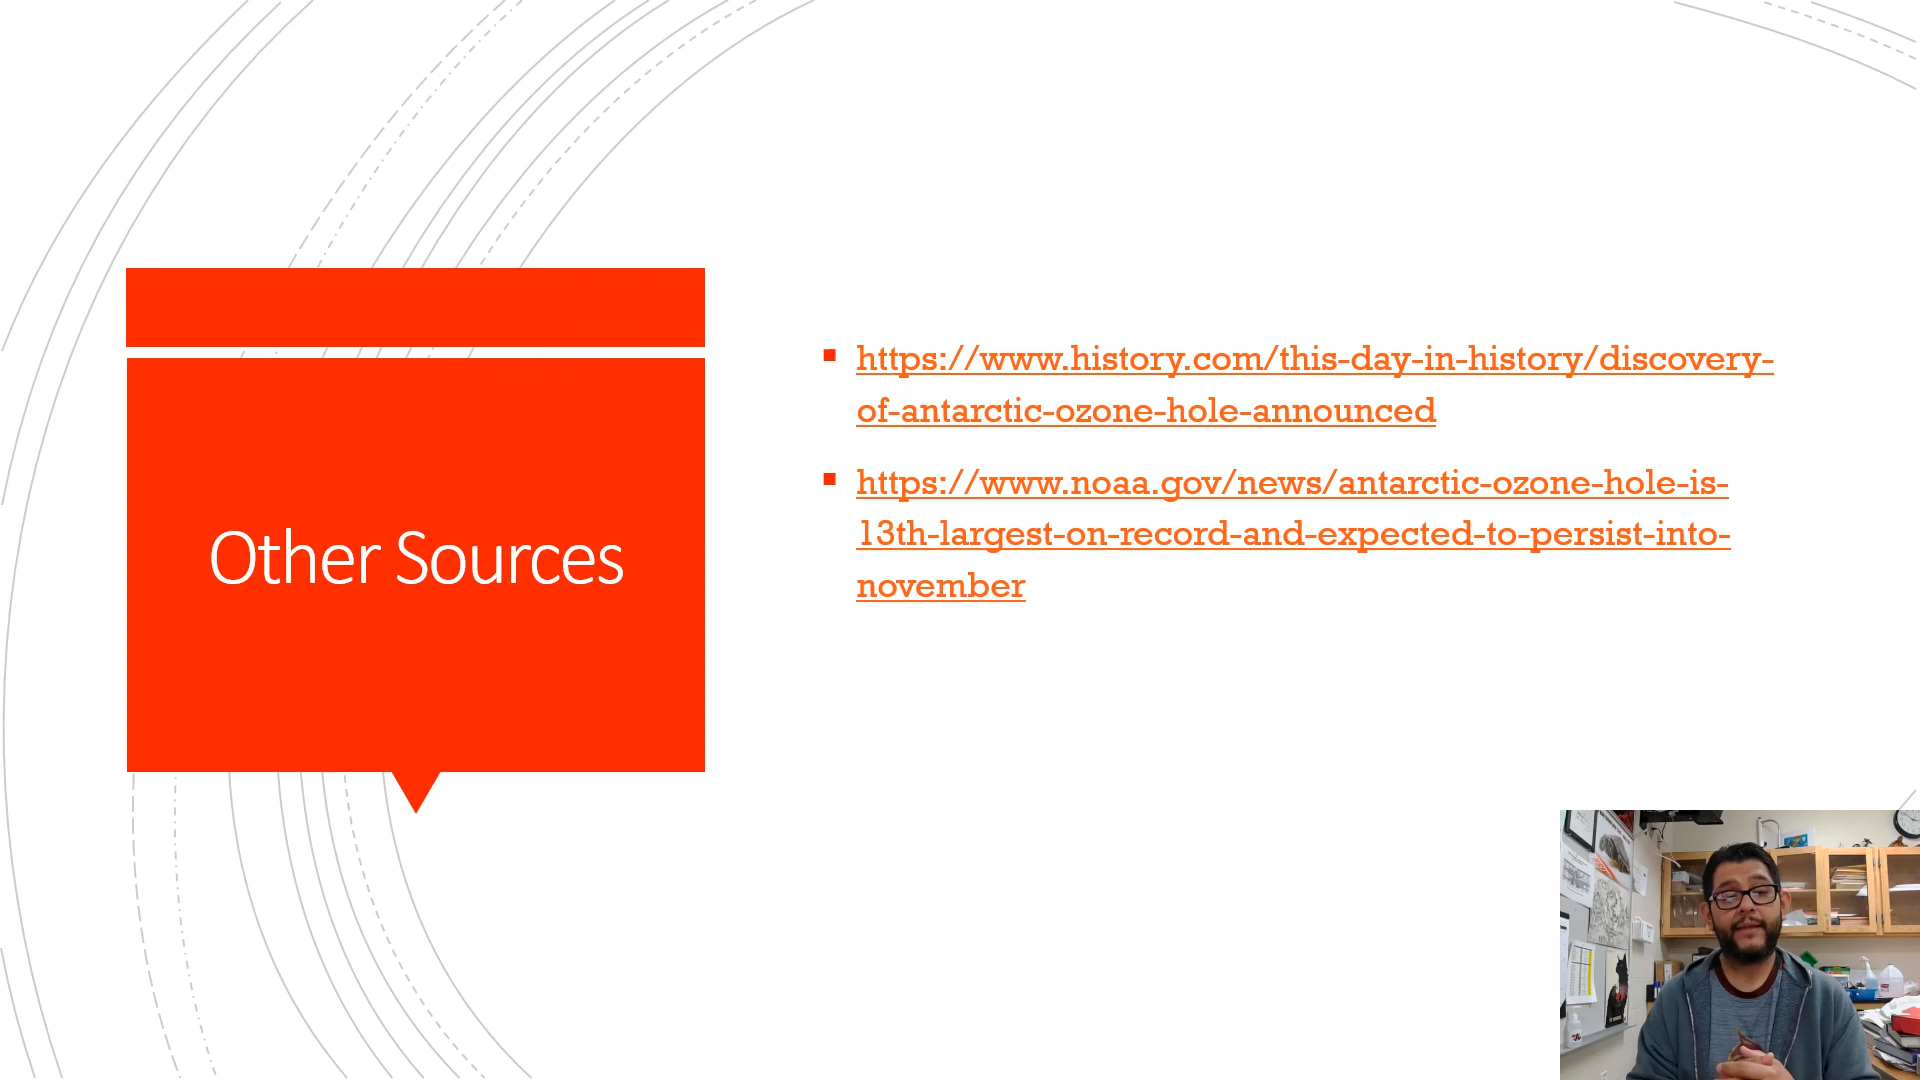 Other Sources
https://www.history.com/this-day-in-history/discovery-
of-antarctic-ozone-hole-announced
https://www.noaa.gov/news/antarctic-ozone-hole-is-
13th-largest-on-record-and-expected-to-persist-into-
november